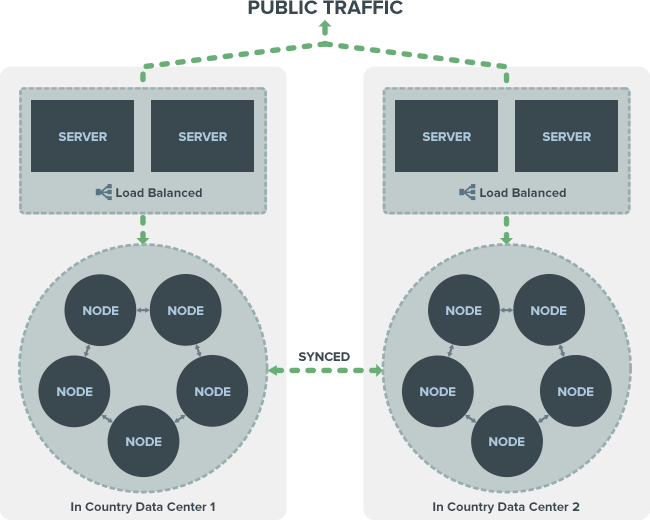 PUBLIC TRAFFIC
SERVER
SERVER
Load Balanced
NODE
NODE
NODE
NODE
NODE
In Country Data Center 1
SYNCED
SERVER
SERVER
Load Balanced
NODE
NODE
NODE
NODE
NODE
In Country Data Center 2